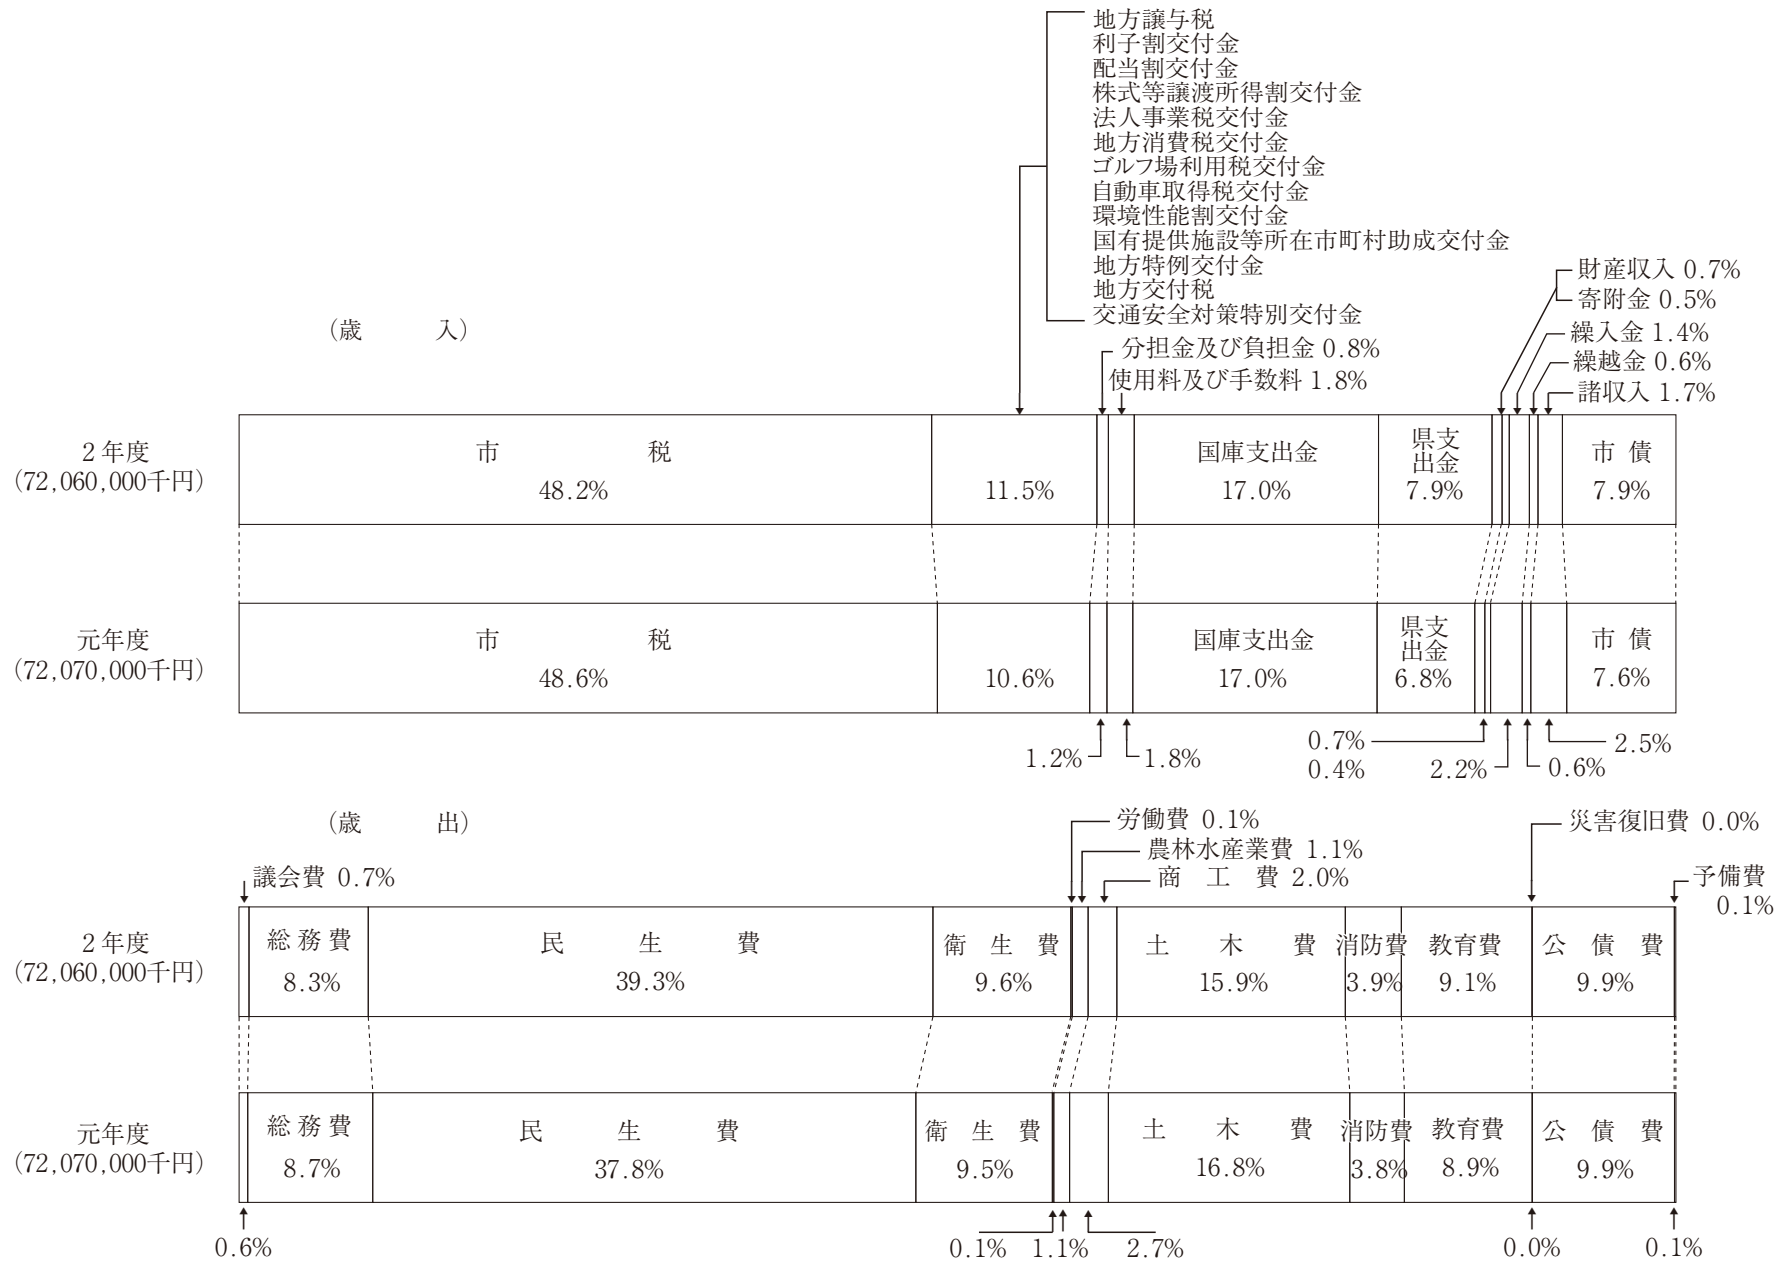 地方譲与税
利子割交付金
配当割交付金
株式等譲渡所得割交付金
法人事業税交付金
地方消費税交付金
ゴルフ場利用税交付金
自動車取得税交付金
環境性能割交付金
国有提供施設等所在市町村助成交付金
地方特例交付金
地方交付税
交通安全対策特別交付金
(歳　　　入)
分担金及び負担金 0.8%
使用料及び手数料 1.8%
財産収入 0.7%
寄附金 0.5%
繰入金 1.4%
繰越金 0.6%
諸収入 1.7%
2年度
(72,060,000千円)
市　　　税
48.2%
11.5%
国庫支出金
17.0%
県支
出金
7.9%
市 債
7.9%
元年度
(72,070,000千円)
市　　　税
48.6%
10.6%
国庫支出金
17.0%
県支
出金
6.8%
市 債
7.6%
1.2%
1.8%
0.7%
0.4%
2.2%
0.6%
2.5%
(歳　　　出)
議会費 0.7%
労働費 0.1%
農林水産業費 1.1%
商　工　費 2.0%
災害復旧費 0.0%
予備費
0.1%
2年度
(72,060,000千円)
総 務 費
8.3%
民　　生　　費
39.3%
衛　生　費
9.6%
土　木　費
15.9%
消防費
3.9%
教育費
9.1%
公　債　費
9.9%
元年度
(72,070,000千円)
総 務 費
8.7%
民　　生　　費
37.8%
衛　生　費
9.5%
土　木　費
16.8%
消防費
3.8%
教育費
8.9%
公　債　費
9.9%
0.6%
0.1%
1.1%
2.7%
0.0%
0.1%